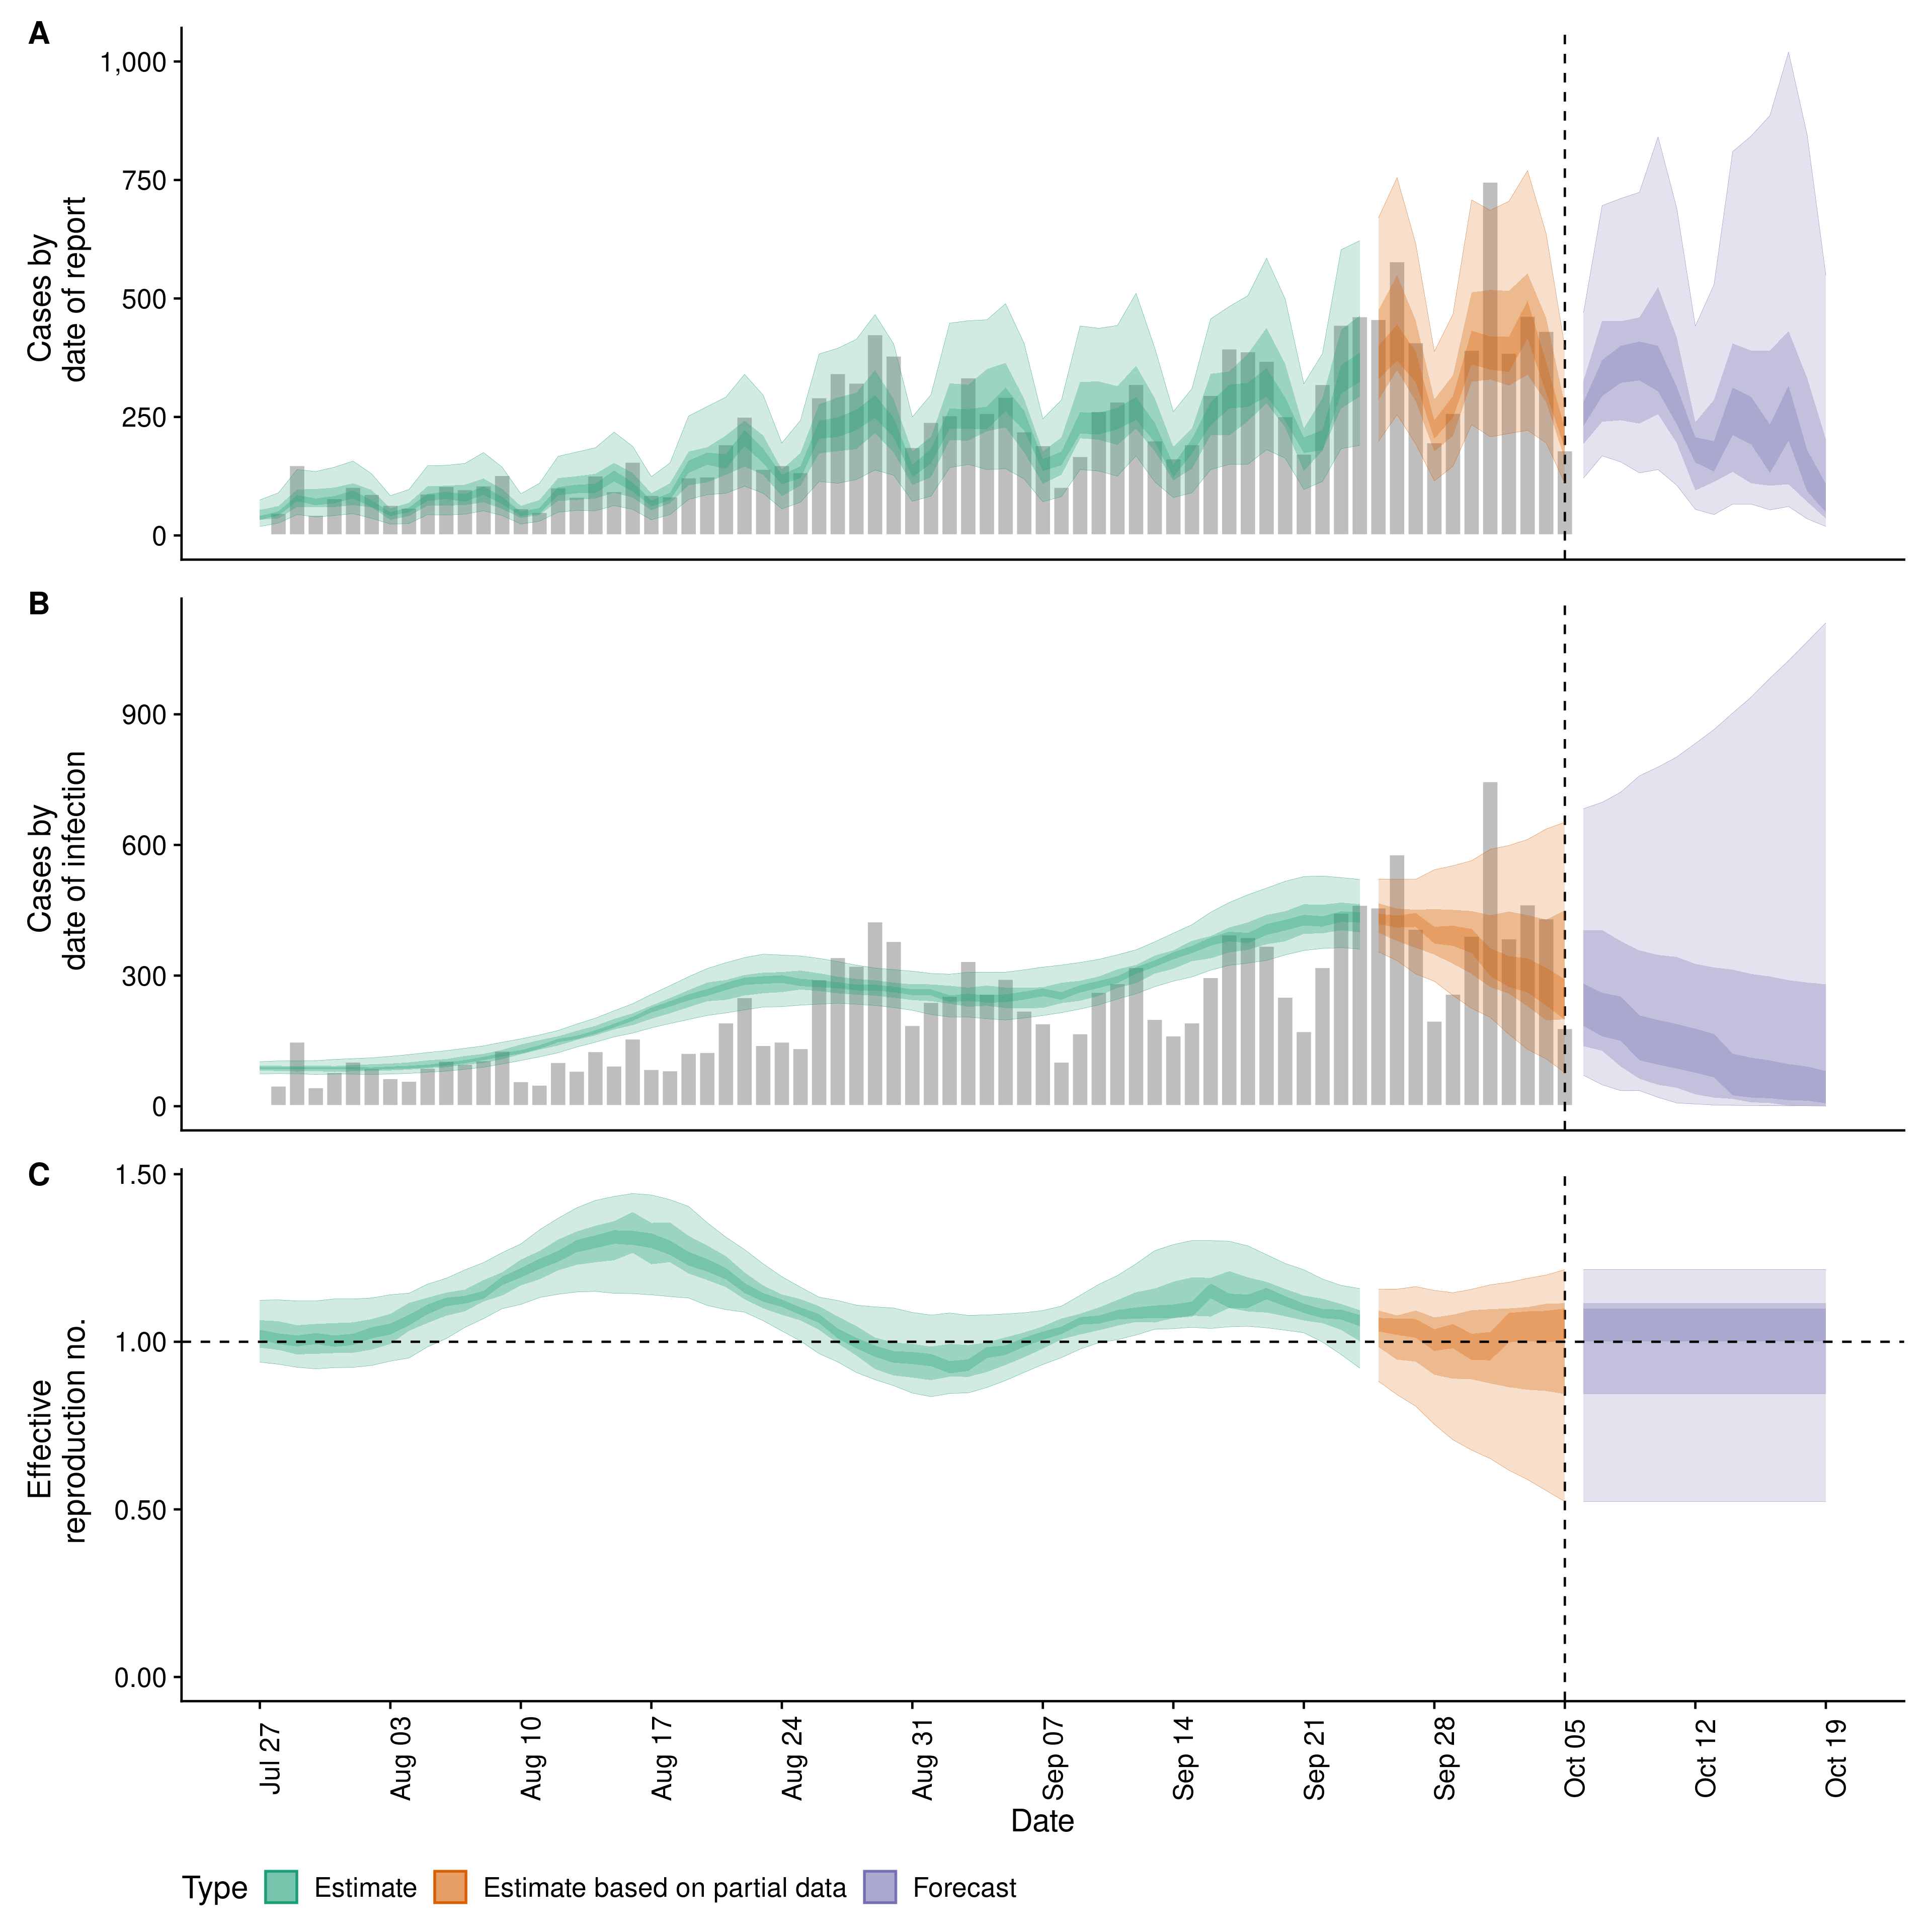 A
Cases by
date of report
1,000
750
500
250
0
B
Cases by
date of infection
900
600
300
0
C
Effective
reproduction no.
1.50
1.00
0.50
0.00
Jul 27
Aug 03
Aug 10
Aug 17
Aug 24
Aug 31
Sep 07
Sep 14
Sep 21
Sep 28
Oct 05
Oct 12
Oct 19
Date
Type Estimate Estimate based on partial data Forecast